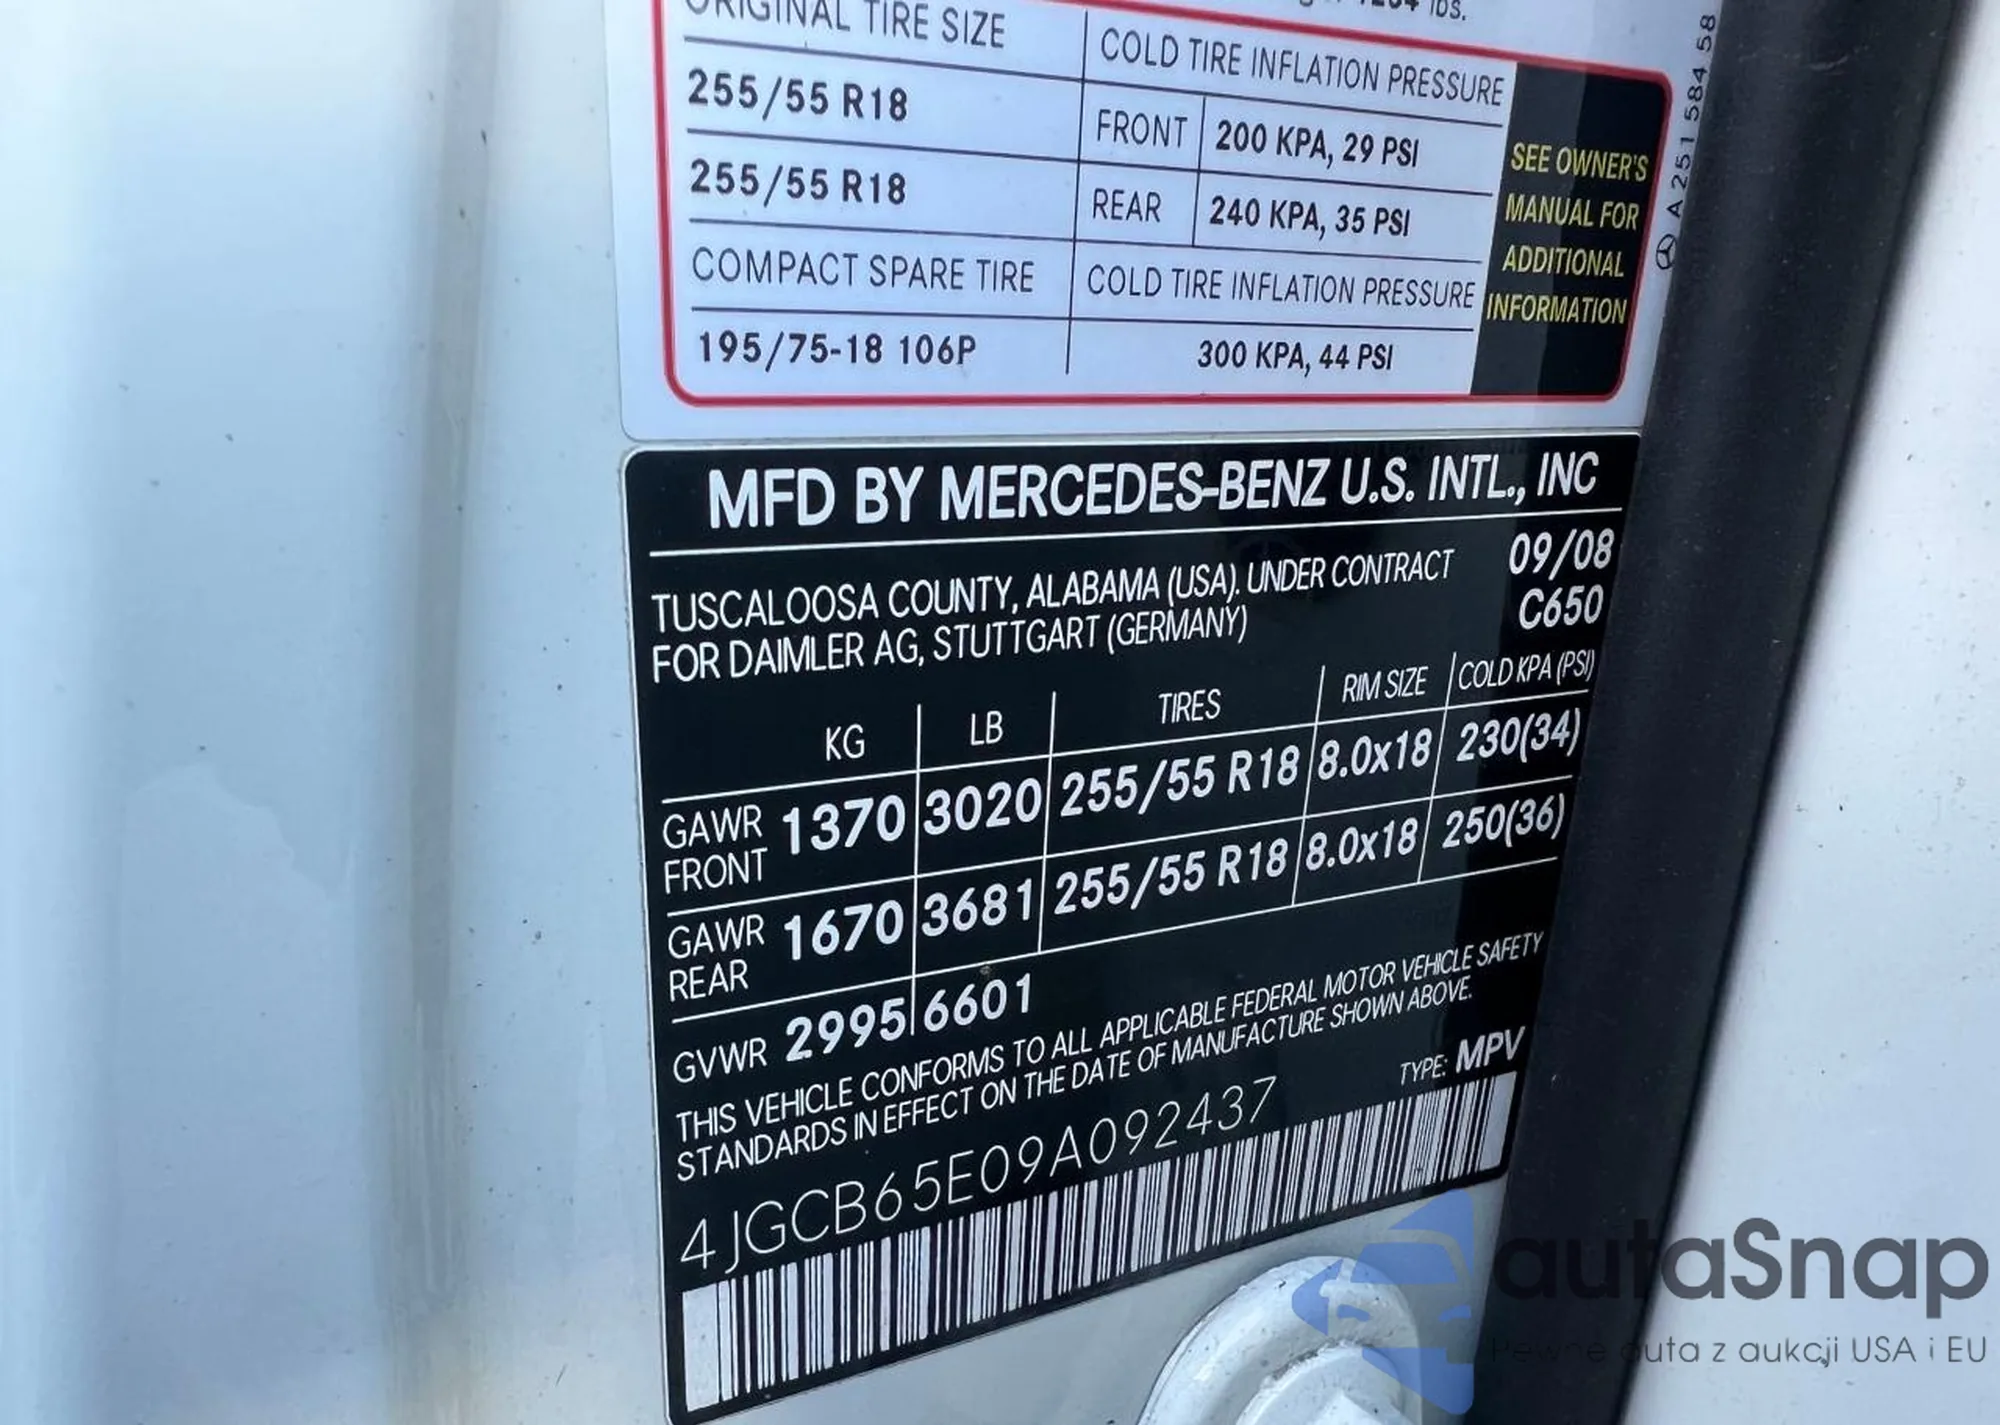 1234 lbs.
ORIGINAL TIRE SIZE
COLD TIRE INFLATION PRESSURE
255/55 R18
FRONT
200 KPA, 29 PSI
255/55 R18
REAR
240 KPA, 35 PSI
COMPACT SPARE TIRE
COLD TIRE INFLATION PRESSURE
195/75-18 106P
300 KPA, 44 PSI
SEE OWNER'S
MANUAL FOR
ADDITIONAL
INFORMATION
A 251 584 58
MFD BY MERCEDES-BENZ U.S. INTL., INC
TUSCALOOSA COUNTY, ALABAMA (USA). UNDER CONTRACT
FOR DAIMLER AG, STUTTGART (GERMANY)
09/08
C650
KG LB TIRES RIM SIZE COLD KPA (PSI)
GAWR FRONT 1370 3020 255/55 R18 8.0x18 230(34)
GAWR REAR 1670 3681 255/55 R18 8.0x18 250(36)
GVWR 2995 6601
THIS VEHICLE CONFORMS TO ALL APPLICABLE FEDERAL MOTOR VEHICLE SAFETY
STANDARDS IN EFFECT ON THE DATE OF MANUFACTURE SHOWN ABOVE.
TYPE: MPV
4JGCB65E09A092437
autaSnap
Pewne auta z aukcji USA i EU